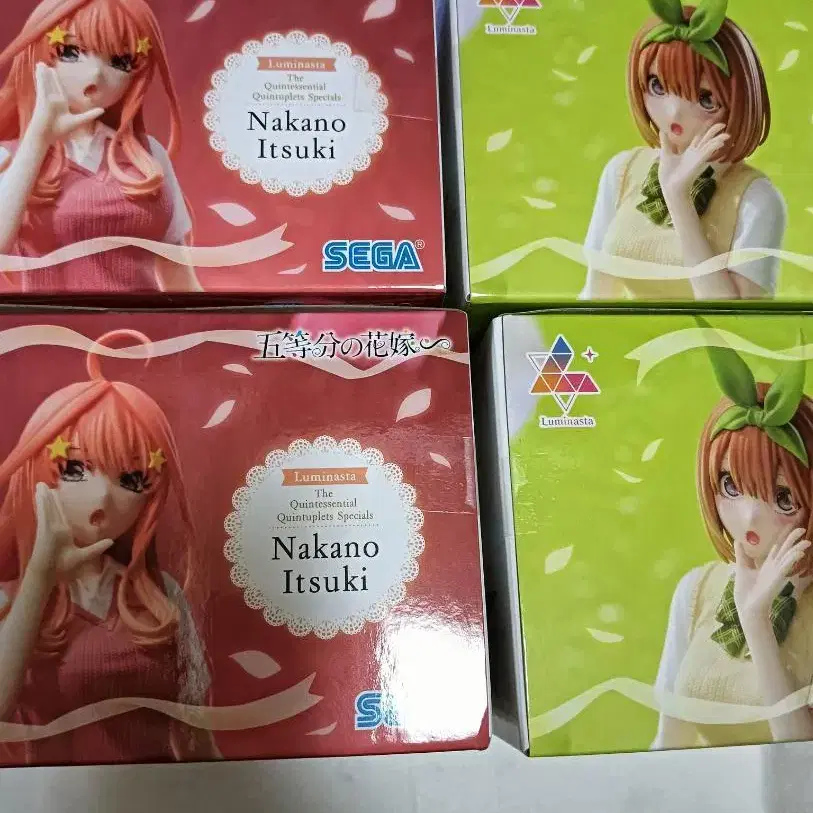 Luminasta
The
Quintessential
Quintuplets Specials
Nakano
Itsuki
SEGA®
Luminasta
五等分の花嫁∽
Luminasta
The
Quintessential
Quintuplets Specials
Nakano
Itsuki
Luminasta